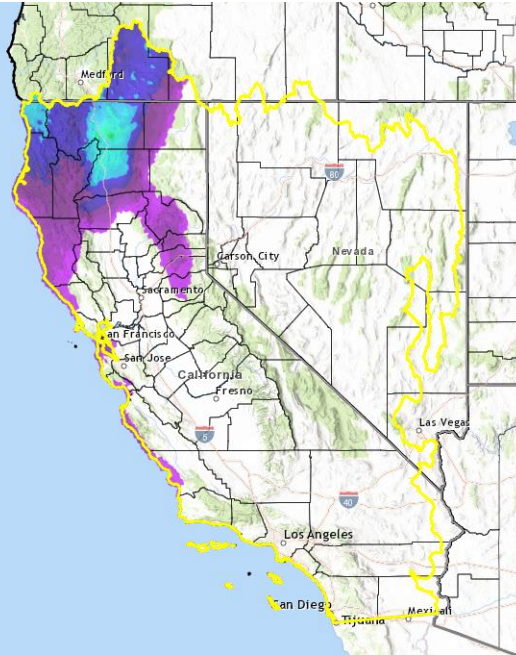 Medford
80
Nevada
Carson City
Sacramento
San Francisco
San Jose
California
Fresno
5
Las Vegas
40
Los Angeles
San Diego
Tijuana
Mexicali